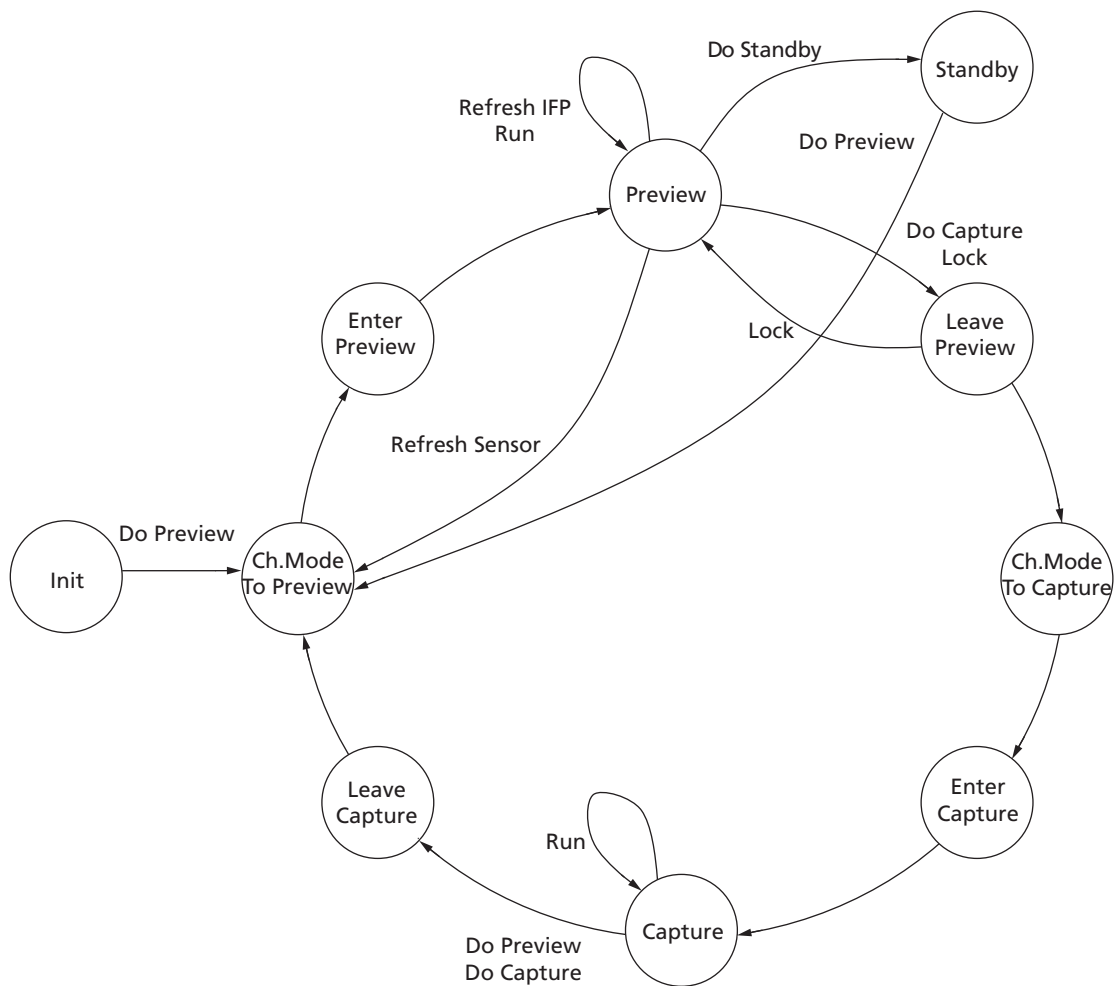 Do Standby
Standby
Refresh IFP
Run
Do Preview
Preview
Do Capture
Lock
Enter
Preview
Leave
Preview
Lock
Refresh Sensor
Do Preview
Init
Ch.Mode
To Preview
Ch.Mode
To Capture
Leave
Capture
Enter
Capture
Run
Capture
Do Preview
Do Capture